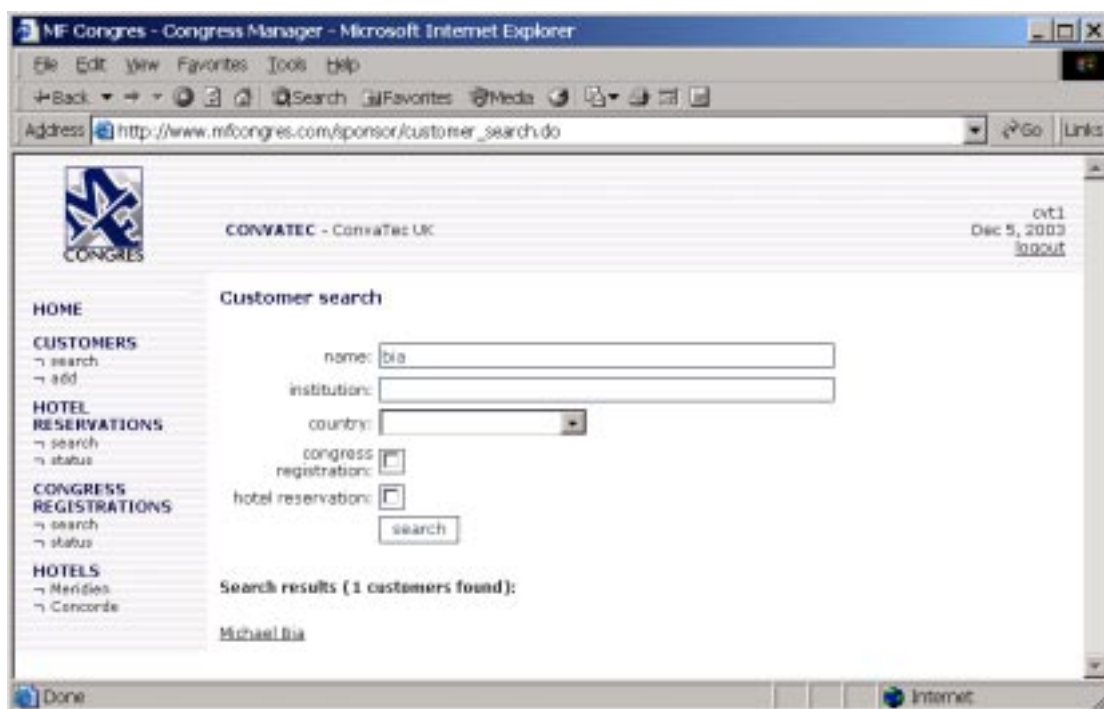 MF Congres - Congress Manager - Microsoft Internet Explorer
File Edit View Favorites Tools Help
Back Search Favorites Media
Address http://www.mfcongres.com/sponsor/customer_search.do Go Links
CONGRES
CONVATEC - ConvaTec UK
cvt1
Dec 5, 2003
logout
HOME
CUSTOMERS
¬ search
¬ add
HOTEL
RESERVATIONS
¬ search
¬ status
CONGRESS
REGISTRATIONS
¬ search
¬ status
HOTELS
¬ Meridien
¬ Concorde
Customer search
name: bia
institution:
country:
congress
registration:
hotel reservation:
search
Search results (1 customers found):
Michael Bia
Done Internet